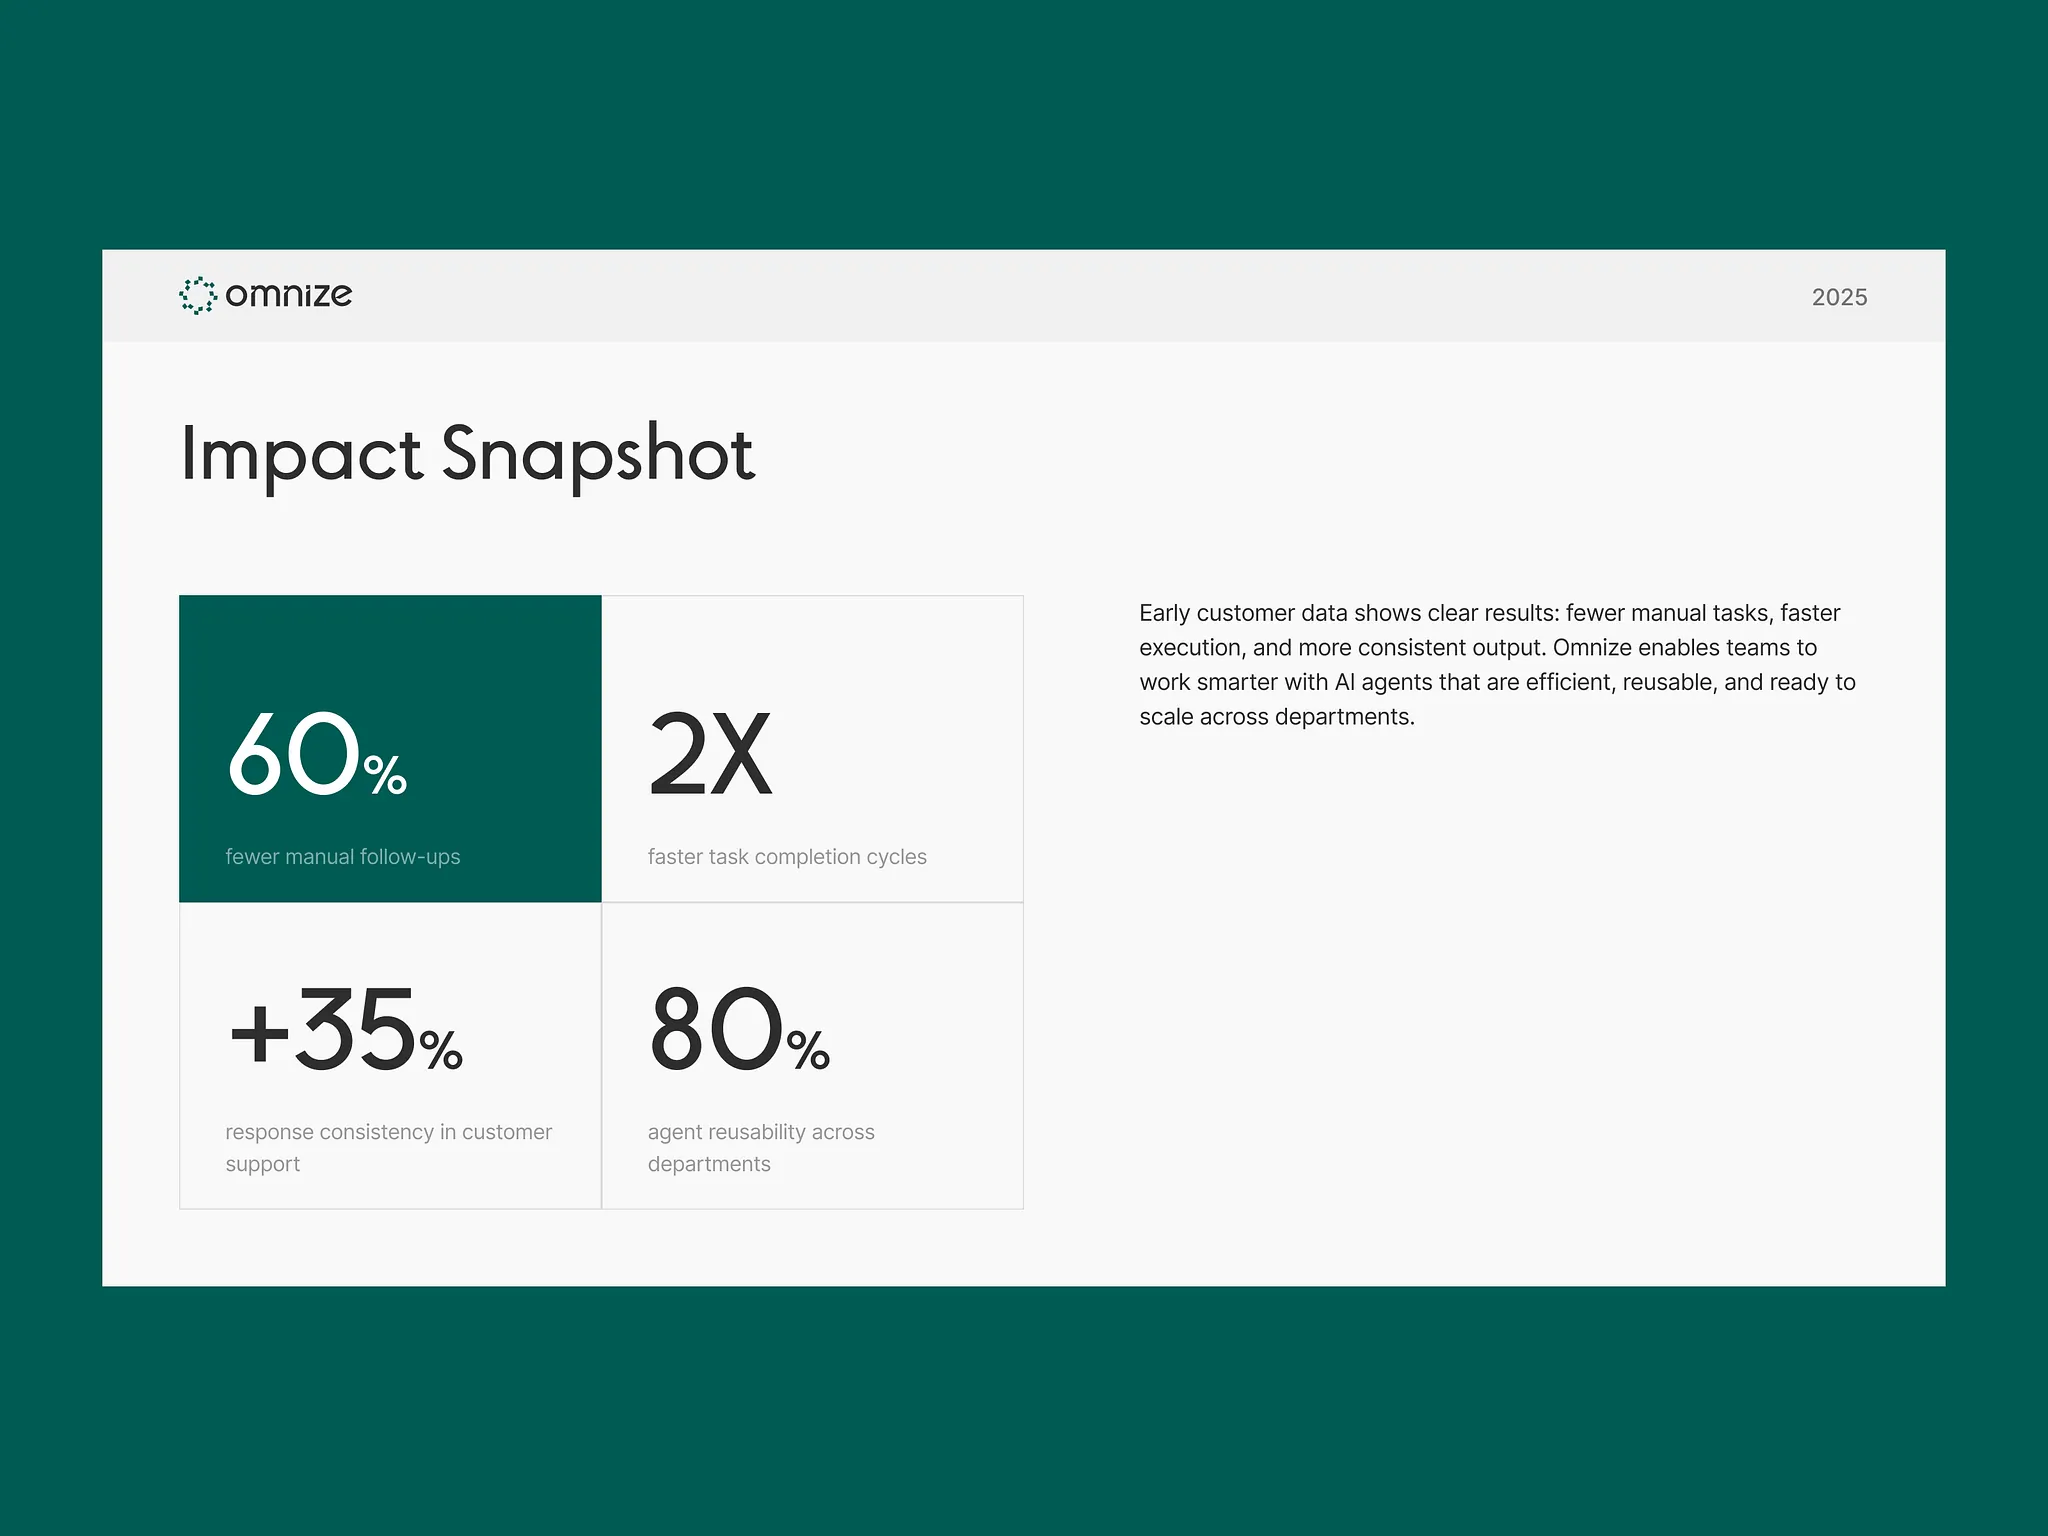 omnize
2025
Impact Snapshot
60%
fewer manual follow-ups
2X
faster task completion cycles
+35%
response consistency in customer
support
80%
agent reusability across
departments
Early customer data shows clear results: fewer manual tasks, faster
execution, and more consistent output. Omnize enables teams to
work smarter with AI agents that are efficient, reusable, and ready to
scale across departments.